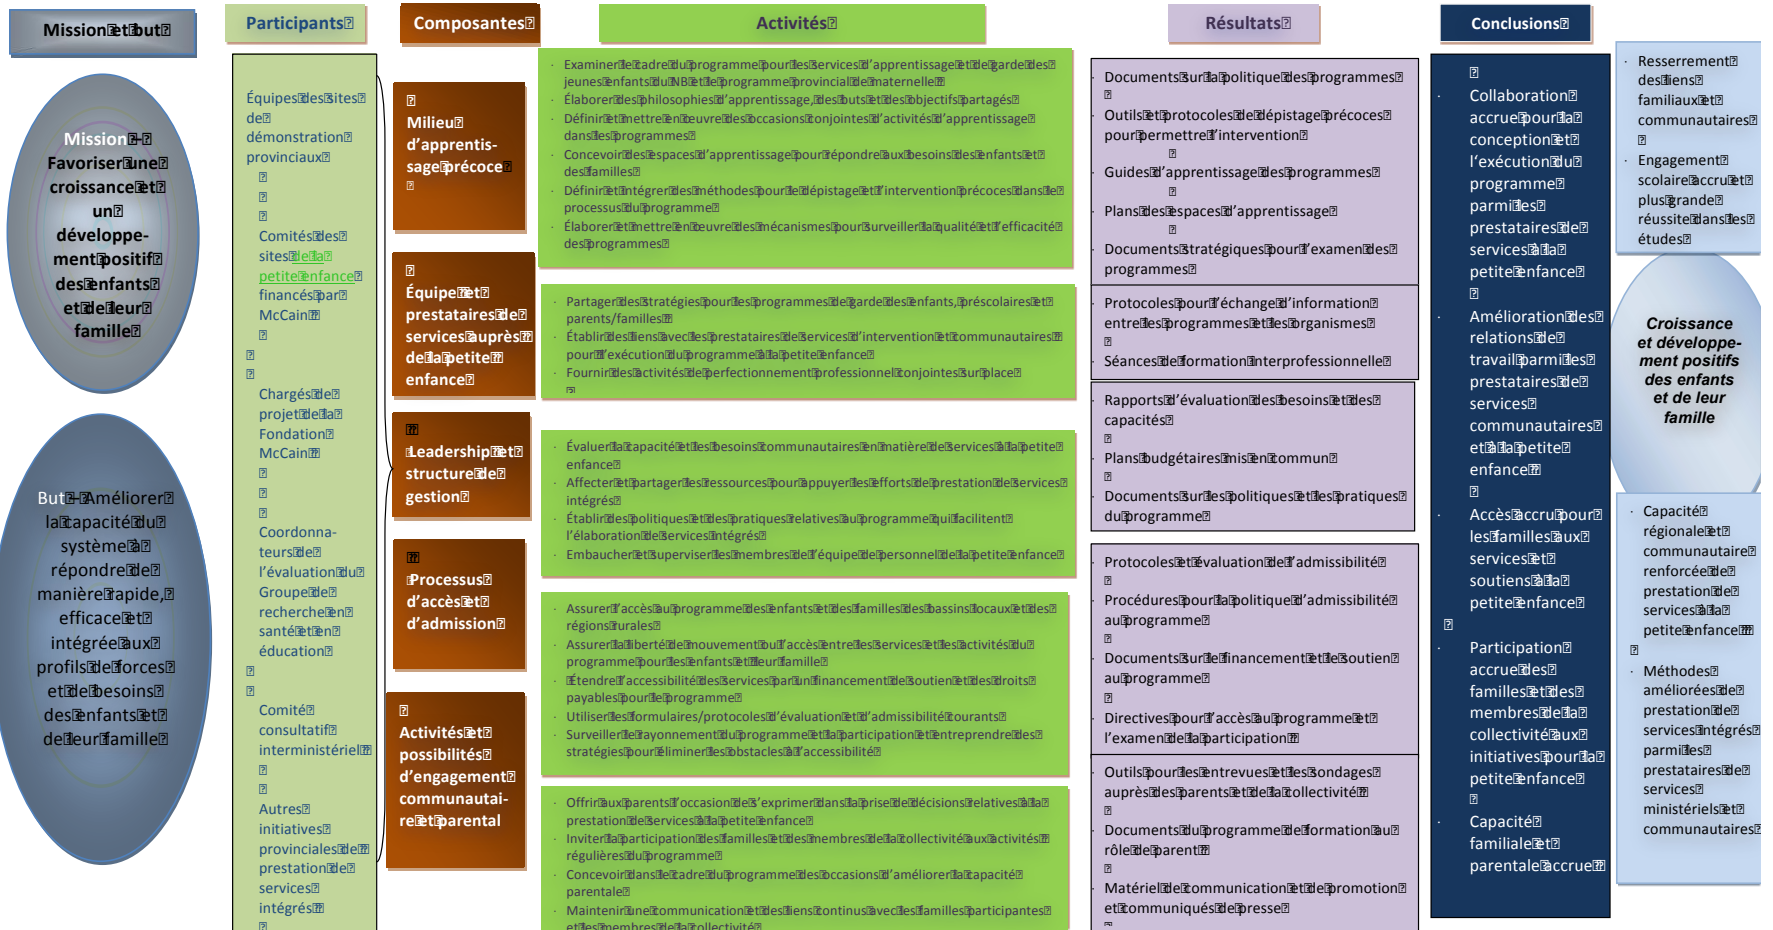 Mission et but
Mission – 
Favoriser une
croissance et
un
développe-
ment positif
des enfants
et de leur
famille
But – Améliorer
la capacité du
système à
répondre de
manière rapide,
efficace et
intégrée aux
profils de forces
et de besoins
des enfants et
de leur famille
Participants
Équipes des sites
de
démonstration
provinciaux
Comités des
sites de la
petite enfance
financés par
McCain
Chargés de
projet de la
Fondation
McCain
Coordonna-
teurs de
l’évaluation du
Groupe de
recherche en
santé et en
éducation
Comité
consultatif
interministériel
Autres
initiatives
provinciales de
prestation de
services
intégrés
Composantes
Milieu
d’apprentis-
sage précoce
Équipe et
prestataires de
services auprès
de la petite
enfance
Leadership et
structure de
gestion
Processus
d’accès et
d’admission
Activités et
possibilités
d’engagement
communautai-
re et parental
Activités
· Examiner le cadre du programme pour les services d’apprentissage et de garde des
jeunes enfants du NB et le programme provincial de maternelle
· Élaborer des philosophies d’apprentissage, des buts et des objectifs partagés
· Définir et mettre en œuvre des occasions conjointes d’activités d’apprentissage
dans les programmes
· Concevoir des espaces d’apprentissage pour répondre aux besoins des enfants et
des familles
· Définir et intégrer des méthodes pour le dépistage et l’intervention précoces dans le
processus du programme
· Élaborer et mettre en œuvre des mécanismes pour surveiller la qualité et l’efficacité
des programmes
· Partager des stratégies pour les programmes de garde des enfants, préscolaires et
parents/familles
· Établir des liens avec les prestataires de services d’intervention et communautaires
pour l’exécution du programme à la petite enfance
· Fournir des activités de perfectionnement professionnel conjointes sur place
· Évaluer la capacité et les besoins communautaires en matière de services à la petite
enfance
· Affecter et partager les ressources pour appuyer les efforts de prestation de services
intégrés
· Établir des politiques et des pratiques relatives au programme qui facilitent
l’élaboration de services intégrés
· Embaucher et superviser les membres de l’équipe de personnel de la petite enfance
· Assurer l’accès au programme des enfants et des familles des bassins locaux et des
régions rurales
· Assurer la liberté de mouvement ou l’accès entre les services et les activités du
programme pour les enfants et leur famille
· Étendre l’accessibilité des services par un financement de soutien et des droits
payables pour le programme
· Utiliser les formulaires/protocoles d’évaluation et d’admissibilité courants
· Surveiller le rayonnement du programme et la participation et entreprendre des
stratégies pour éliminer les obstacles à l’accessibilité
· Offrir aux parents l’occasion de s’exprimer dans la prise de décisions relatives à la
prestation de services à la petite enfance
· Inviter la participation des familles et des membres de la collectivité aux activités
régulières du programme
· Concevoir dans le cadre du programme des occasions d’améliorer la capacité
parentale
· Maintenir une communication et des liens continus avec les familles participantes
et les membres de la collectivité
Résultats
· Documents sur la politique des programmes
· Outils et protocoles de dépistage précoces
pour permettre l’intervention
· Guides d’apprentissage des programmes
· Plans des espaces d’apprentissage
· Documents stratégiques pour l’examen des
programmes
· Protocoles pour l’échange d’information
entre les programmes et les organismes
· Séances de formation interprofessionnelle
· Rapports d’évaluation des besoins et des
capacités
· Plans budgétaires mis en commun
· Documents sur les politiques et les pratiques
du programme
· Protocoles et évaluation de l’admissibilité
· Procédures pour la politique d’admissibilité
au programme
· Documents sur le financement et le soutien
au programme
· Directives pour l’accès au programme et
l’examen de la participation
· Outils pour les entrevues et les sondages
auprès des parents et de la collectivité
· Documents du programme de formation au
rôle de parent
· Matériel de communication et de promotion
et communiqués de presse
Conclusions
· Collaboration
accrue pour la
conception et
l’exécution du
programme
parmi les
prestataires de
services à la
petite enfance
· Amélioration des
relations de
travail parmi les
prestataires de
services
communautaires
et à la petite
enfance
· Accès accru pour
les familles aux
services et
soutiens à la
petite enfance
· Participation
accrue des
familles et des
membres de la
collectivité aux
initiatives pour la
petite enfance
· Capacité
familiale et
parentale accrue
· Resserrement
des liens
familiaux et
communautaires
· Engagement
scolaire accru et
plus grande
réussite dans les
études
Croissance
et développe-
ment positifs
des enfants
et de leur
famille
· Capacité
régionale et
communautaire
renforcée de
prestation de
services à la
petite enfance
· Méthodes
améliorées de
prestation de
services intégrés
parmi les
prestataires de
services
ministériels et
communautaires